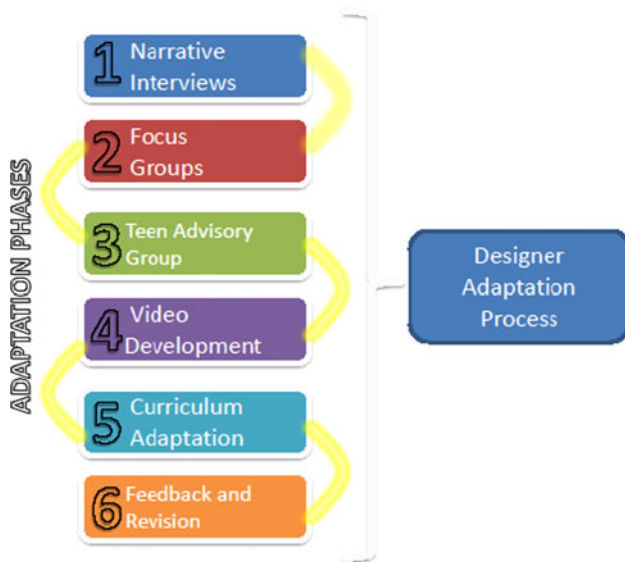 ADAPTATION PHASES
1 Narrative
Interviews
2 Focus
Groups
3 Teen Advisory
Group
4 Video
Development
5 Curriculum
Adaptation
6 Feedback and
Revision
Designer
Adaptation
Process